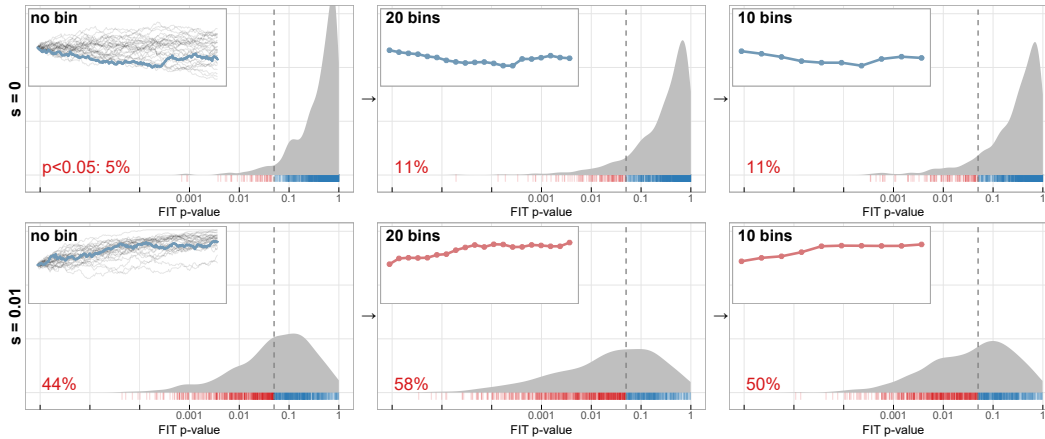 no bin
20 bins
10 bins
s = 0
p<0.05: 5%
11%
11%
→
→
0.001 0.01 0.1 1
0.001 0.01 0.1 1
0.001 0.01 0.1 1
FIT p-value
FIT p-value
FIT p-value
no bin
20 bins
10 bins
s = 0.01
44%
58%
50%
→
→
0.001 0.01 0.1 1
0.001 0.01 0.1 1
0.001 0.01 0.1 1
FIT p-value
FIT p-value
FIT p-value